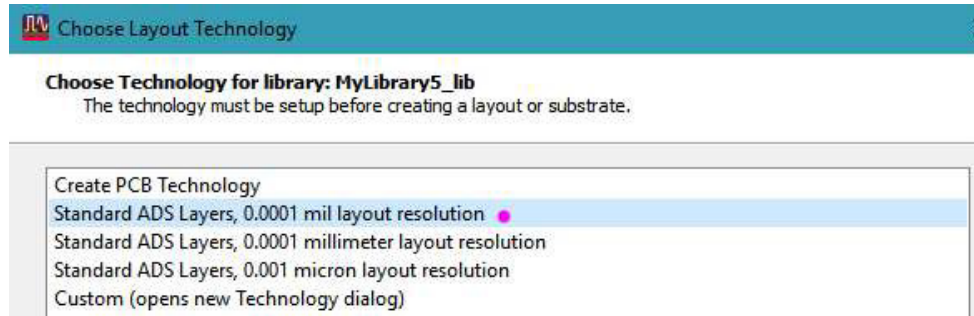 Choose Layout Technology
Choose Technology for library: MyLibrary5_lib
The technology must be setup before creating a layout or substrate.
Create PCB Technology
Standard ADS Layers, 0.0001 mil layout resolution
Standard ADS Layers, 0.0001 millimeter layout resolution
Standard ADS Layers, 0.001 micron layout resolution
Custom (opens new Technology dialog)